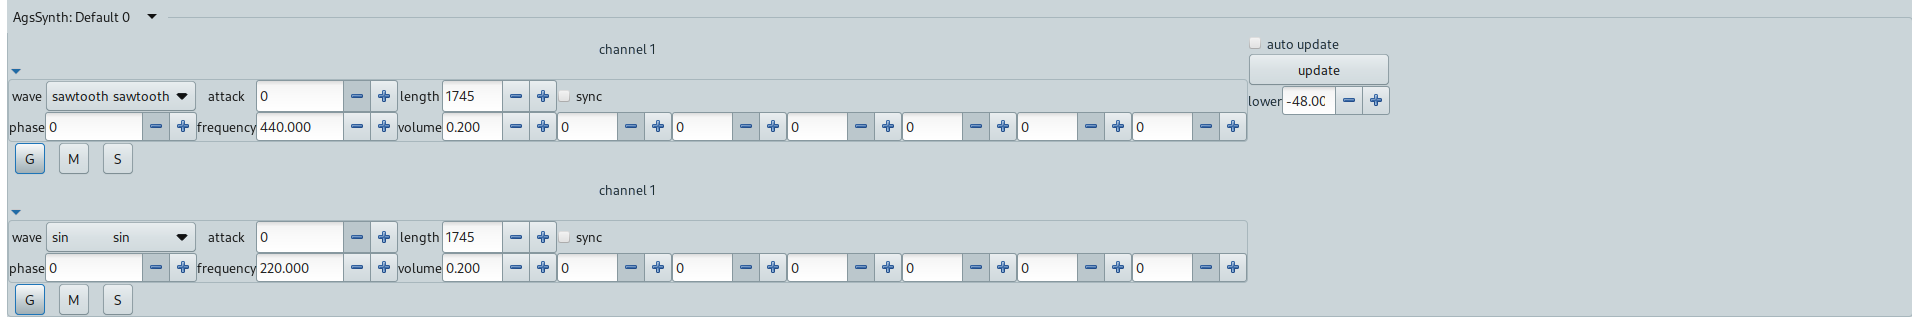 AgsSynth: Default 0
channel 1
auto update
update
wave sawtooth sawtooth attack 0 length 1745 sync
lower -48.00
phase 0 frequency 440.000 volume 0.200 0 0 0 0 0 0
G M S
channel 1
wave sin sin attack 0 length 1745 sync
phase 0 frequency 220.000 volume 0.200 0 0 0 0 0 0
G M S